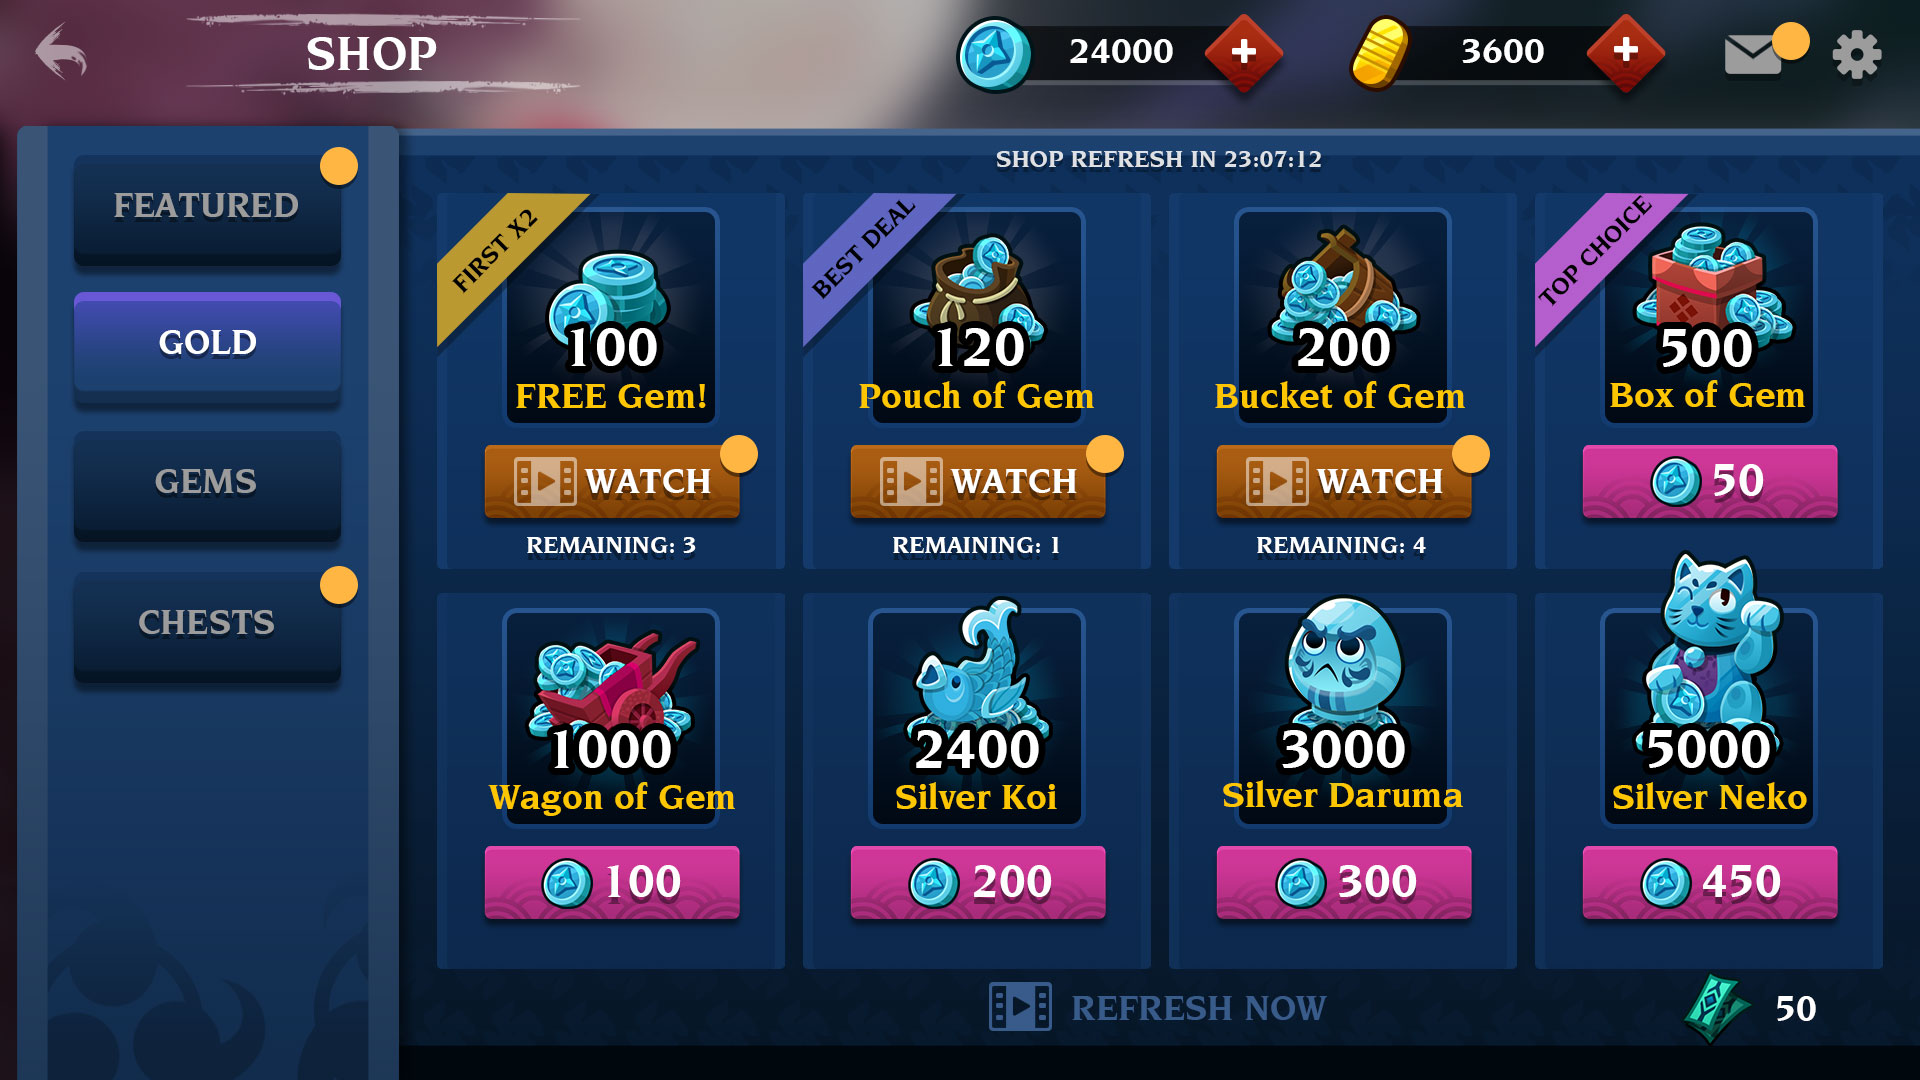 SHOP
24000
+
3600
+
FEATURED
GOLD
GEMS
CHESTS
SHOP REFRESH IN 23:07:12
FIRST X2
100
FREE Gem!
WATCH
REMAINING: 3
BEST DEAL
120
Pouch of Gem
WATCH
REMAINING: 1
200
Bucket of Gem
WATCH
REMAINING: 4
TOP CHOICE
500
Box of Gem
50
1000
Wagon of Gem
100
2400
Silver Koi
200
3000
Silver Daruma
300
5000
Silver Neko
450
REFRESH NOW
50